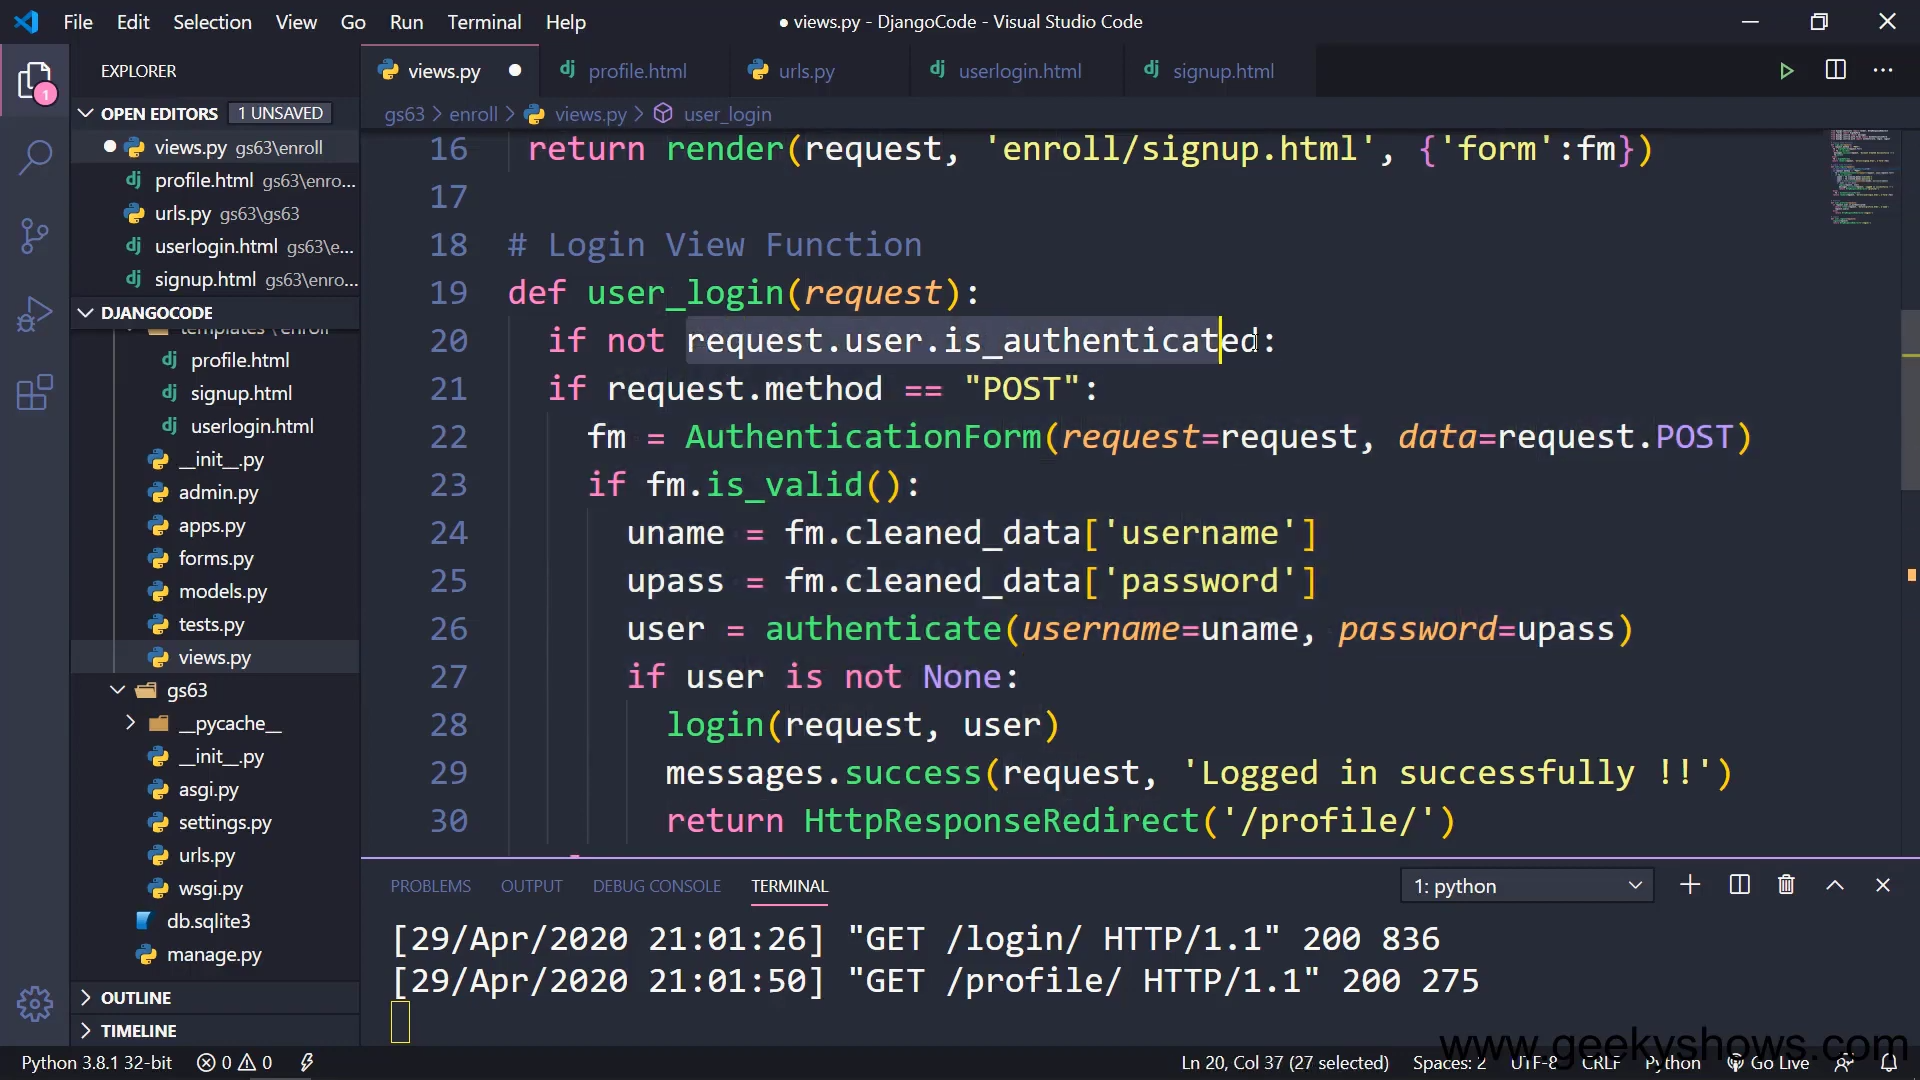 File Edit Selection View Go Run Terminal Help
● views.py - DjangoCode - Visual Studio Code
EXPLORER
OPEN EDITORS 1 UNSAVED
views.py gs63\enroll
profile.html gs63\enro...
urls.py gs63\gs63
userlogin.html gs63\e...
signup.html gs63\enro...
DJANGOCODE
templates \ enroll
profile.html
signup.html
userlogin.html
__init__.py
admin.py
apps.py
forms.py
models.py
tests.py
views.py
gs63
__pycache__
__init__.py
asgi.py
settings.py
urls.py
wsgi.py
db.sqlite3
manage.py
OUTLINE
TIMELINE
1
views.py profile.html urls.py userlogin.html signup.html
gs63 > enroll > views.py > user_login
16 return render(request, 'enroll/signup.html', {'form':fm})
17
18 # Login View Function
19 def user_login(request):
20 if not request.user.is_authenticated:
21 if request.method == "POST":
22 fm = AuthenticationForm(request=request, data=request.POST)
23 if fm.is_valid():
24 uname = fm.cleaned_data['username']
25 upass = fm.cleaned_data['password']
26 user = authenticate(username=uname, password=upass)
27 if user is not None:
28 login(request, user)
29 messages.success(request, 'Logged in successfully !!')
30 return HttpResponseRedirect('/profile/')
PROBLEMS OUTPUT DEBUG CONSOLE TERMINAL 1: python
[29/Apr/2020 21:01:26] "GET /login/ HTTP/1.1" 200 836
[29/Apr/2020 21:01:50] "GET /profile/ HTTP/1.1" 200 275
www.geekyshows.com
Python 3.8.1 32-bit 0 0 Ln 20, Col 37 (27 selected) Spaces: 2 UTF-8 CRLF Python Go Live